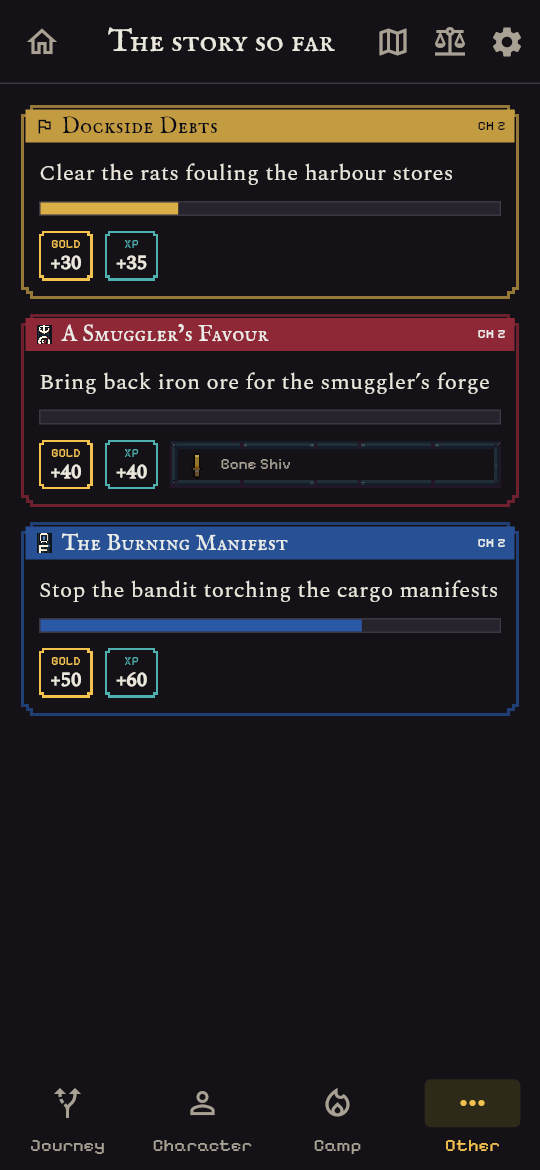 The story so far
Dockside Debts
CH 2
Clear the rats fouling the harbour stores
GOLD
+30
XP
+35
A Smuggler's Favour
CH 2
Bring back iron ore for the smuggler's forge
GOLD
+40
XP
+40
Bone Shiv
The Burning Manifest
CH 2
Stop the bandit torching the cargo manifests
GOLD
+50
XP
+60
Journey
Character
Camp
Other